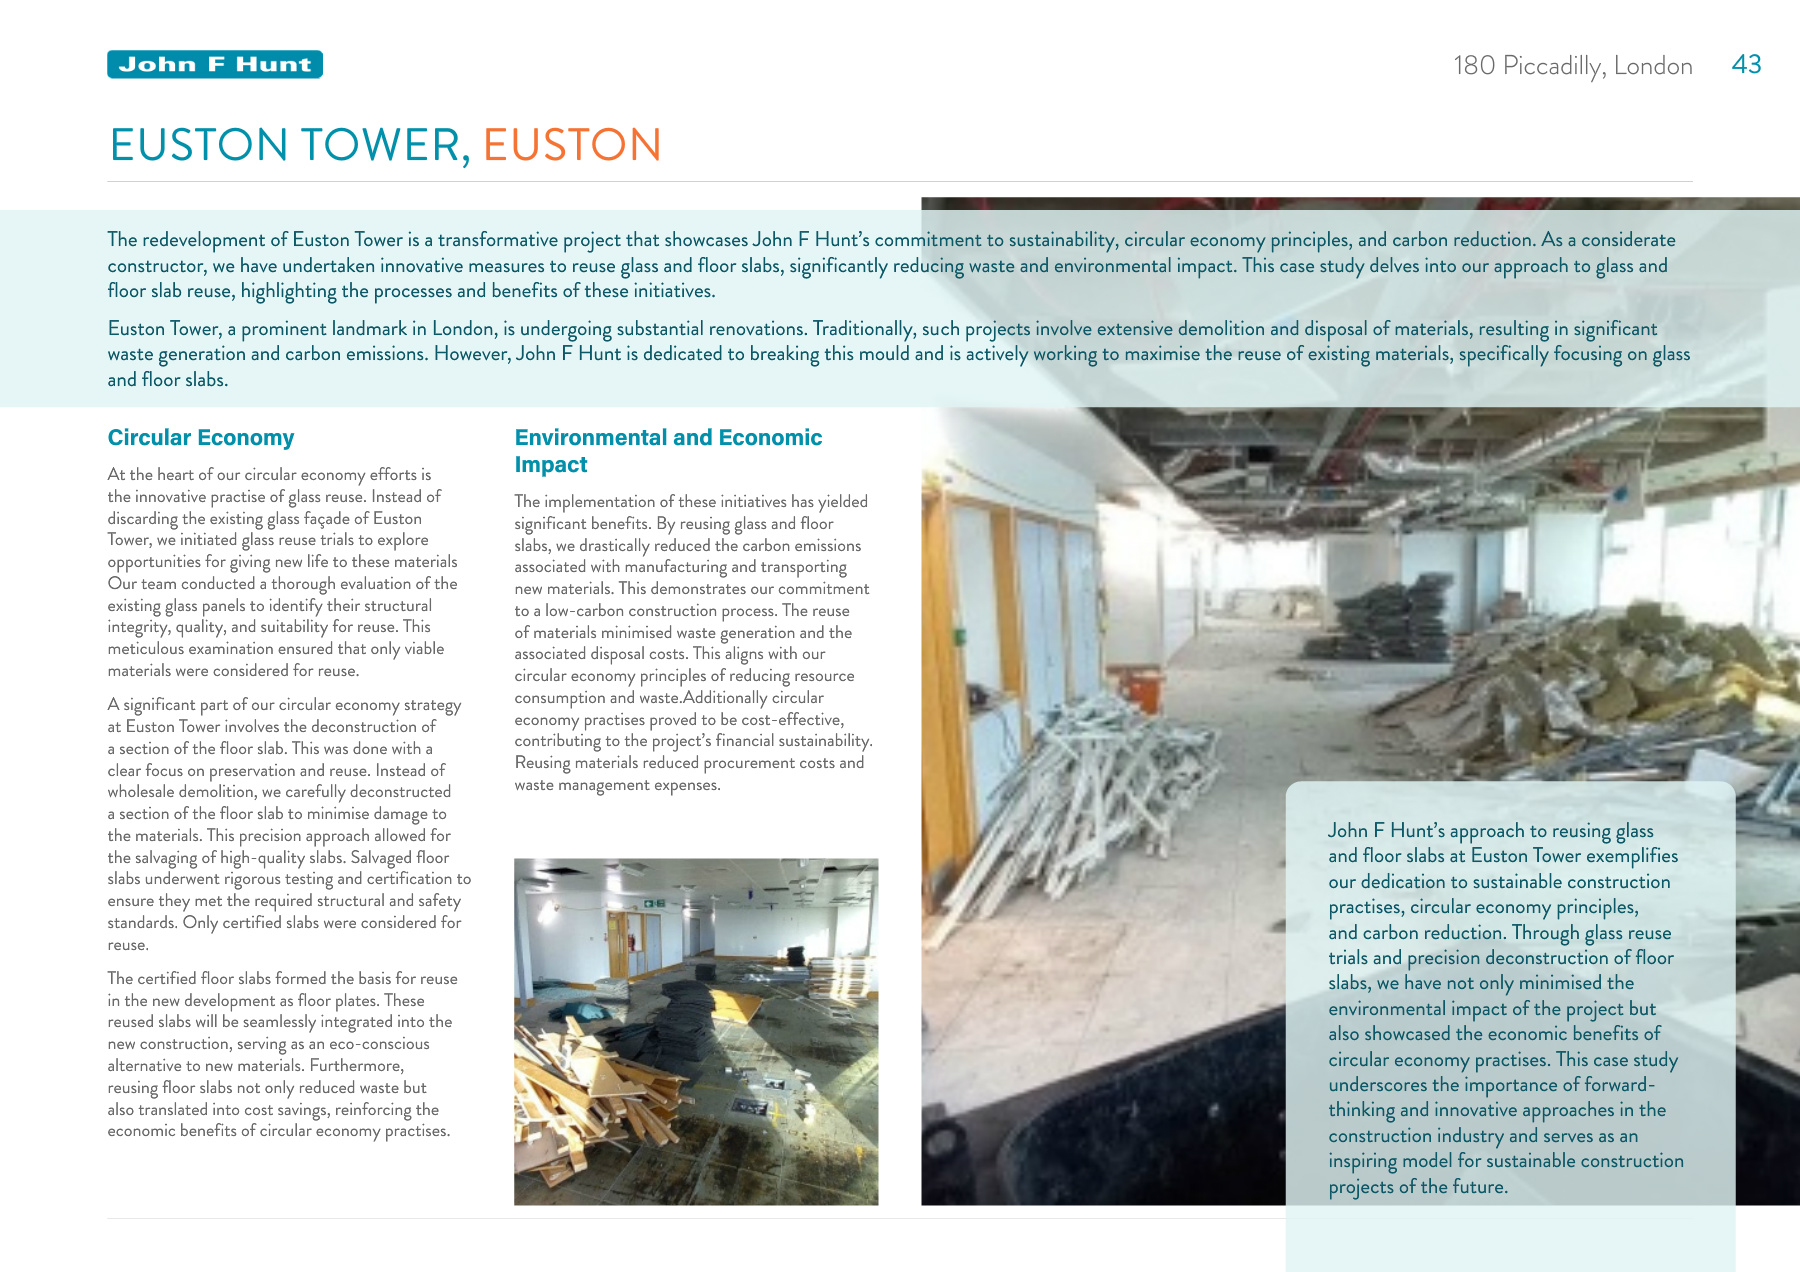 John F Hunt
180 Piccadilly, London 43
EUSTON TOWER, EUSTON
The redevelopment of Euston Tower is a transformative project that showcases John F Hunt's commitment to sustainability, circular economy principles, and carbon reduction. As a considerate
constructor, we have undertaken innovative measures to reuse glass and floor slabs, significantly reducing waste and environmental impact. This case study delves into our approach to glass and
floor slab reuse, highlighting the processes and benefits of these initiatives.
Euston Tower, a prominent landmark in London, is undergoing substantial renovations. Traditionally, such projects involve extensive demolition and disposal of materials, resulting in significant
waste generation and carbon emissions. However, John F Hunt is dedicated to breaking this mould and is actively working to maximise the reuse of existing materials, specifically focusing on glass
and floor slabs.
Circular Economy
At the heart of our circular economy efforts is
the innovative practise of glass reuse. Instead of
discarding the existing glass façade of Euston
Tower, we initiated glass reuse trials to explore
opportunities for giving new life to these materials
Our team conducted a thorough evaluation of the
existing glass panels to identify their structural
integrity, quality, and suitability for reuse. This
meticulous examination ensured that only viable
materials were considered for reuse.
A significant part of our circular economy strategy
at Euston Tower involves the deconstruction of
a section of the floor slab. This was done with a
clear focus on preservation and reuse. Instead of
wholesale demolition, we carefully deconstructed
a section of the floor slab to minimise damage to
the materials. This precision approach allowed for
the salvaging of high-quality slabs. Salvaged floor
slabs underwent rigorous testing and certification to
ensure they met the required structural and safety
standards. Only certified slabs were considered for
reuse.
The certified floor slabs formed the basis for reuse
in the new development as floor plates. These
reused slabs will be seamlessly integrated into the
new construction, serving as an eco-conscious
alternative to new materials. Furthermore,
reusing floor slabs not only reduced waste but
also translated into cost savings, reinforcing the
economic benefits of circular economy practises.
Environmental and Economic
Impact
The implementation of these initiatives has yielded
significant benefits. By reusing glass and floor
slabs, we drastically reduced the carbon emissions
associated with manufacturing and transporting
new materials. This demonstrates our commitment
to a low-carbon construction process. The reuse
of materials minimised waste generation and the
associated disposal costs. This aligns with our
circular economy principles of reducing resource
consumption and waste.Additionally circular
economy practises proved to be cost-effective,
contributing to the project's financial sustainability.
Reusing materials reduced procurement costs and
waste management expenses.
John F Hunt's approach to reusing glass
and floor slabs at Euston Tower exemplifies
our dedication to sustainable construction
practises, circular economy principles,
and carbon reduction. Through glass reuse
trials and precision deconstruction of floor
slabs, we have not only minimised the
environmental impact of the project but
also showcased the economic benefits of
circular economy practises. This case study
underscores the importance of forward-
thinking and innovative approaches in the
construction industry and serves as an
inspiring model for sustainable construction
projects of the future.